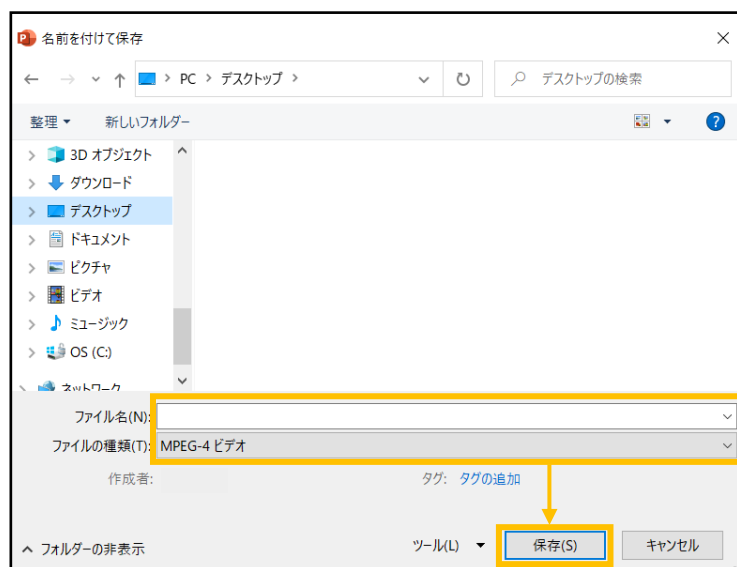 名前を付けて保存
PC > デスクトップ >
デスクトップの検索
整理
新しいフォルダー
3D オブジェクト
ダウンロード
デスクトップ
ドキュメント
ピクチャ
ビデオ
ミュージック
OS (C:)
ネットワーク
ファイル名(N):
ファイルの種類(T): MPEG-4 ビデオ
作成者:
タグ: タグの追加
フォルダーの非表示
ツール(L)
保存(S)
キャンセル